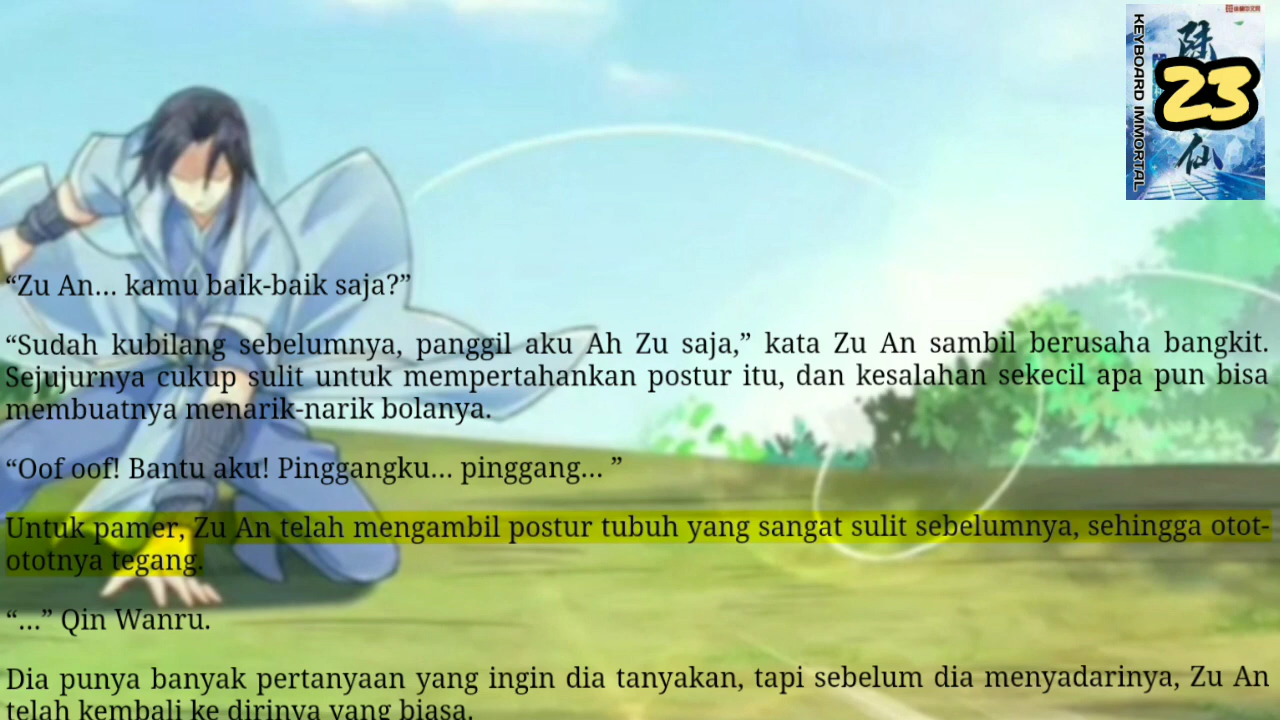 KEYBOARD IMMORTAL
陸
23
仙
“Zu An... kamu baik-baik saja?”
“Sudah kubilang sebelumnya, panggil aku Ah Zu saja,” kata Zu An sambil berusaha bangkit.
Sejujurnya cukup sulit untuk mempertahankan postur itu, dan kesalahan sekecil apa pun bisa
membuatnya menarik-narik bolanya.
“Oof oof! Bantu aku! Pinggangku... pinggang... ”
Untuk pamer, Zu An telah mengambil postur tubuh yang sangat sulit sebelumnya, sehingga otot-
ototnya tegang.
“...” Qin Wanru.
Dia punya banyak pertanyaan yang ingin dia tanyakan, tapi sebelum dia menyadarinya, Zu An
telah kembali ke dirinya yang biasa.